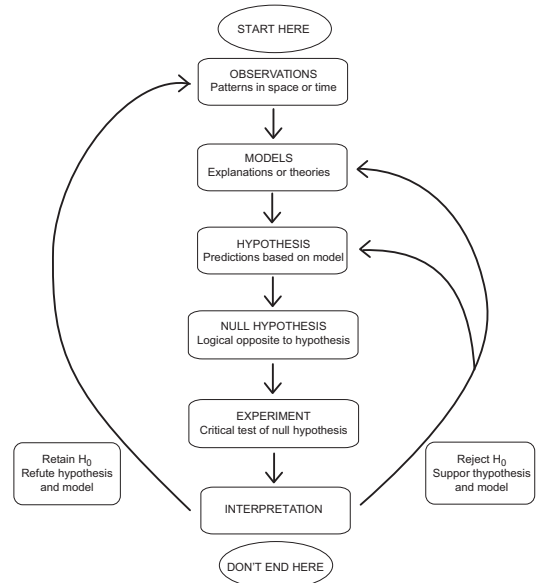 START HERE
OBSERVATIONS
Patterns in space or time
MODELS
Explanations or theories
HYPOTHESIS
Predictions based on model
NULL HYPOTHESIS
Logical opposite to hypothesis
EXPERIMENT
Critical test of null hypothesis
Retain H0
Refute hypothesis
and model
Reject H0
Suppor thypothesis
and model
INTERPRETATION
DON'T END HERE